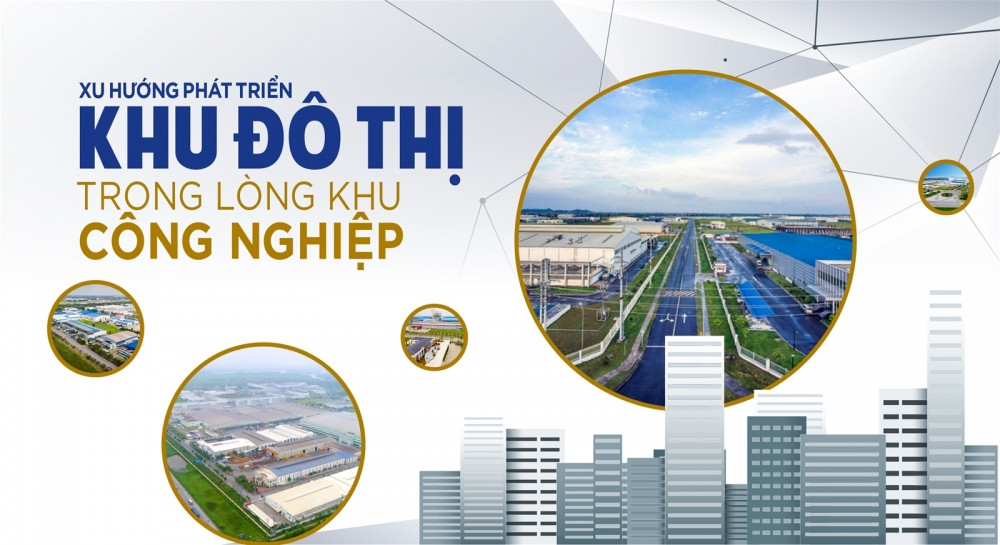 XU HƯỚNG PHÁT TRIỂN
KHU ĐÔ THỊ
TRONG LÒNG KHU
CÔNG NGHIỆP